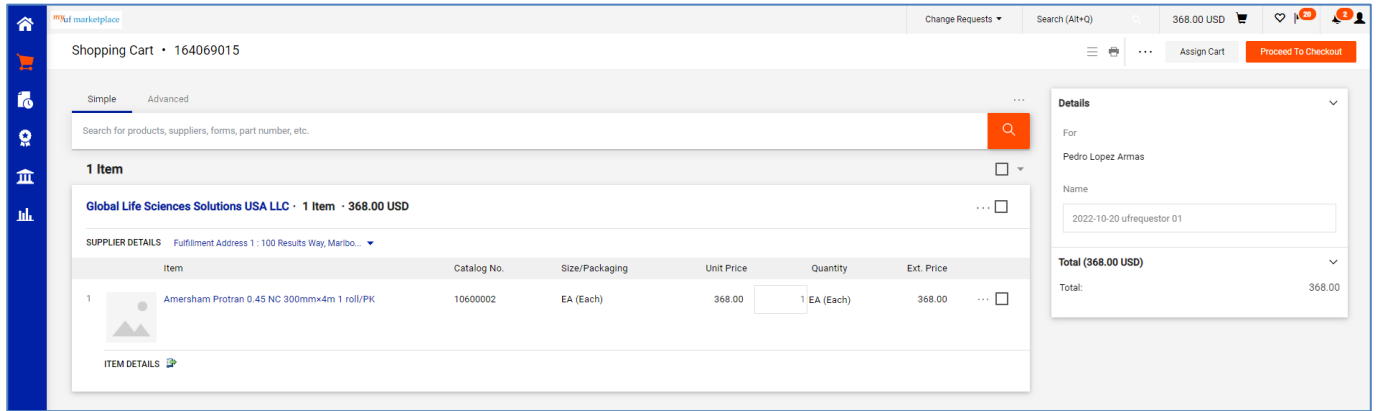 myuf marketplace
Change Requests
Search (Alt+Q)
368.00 USD
20
2
Shopping Cart • 164069015
Assign Cart
Proceed To Checkout
Simple
Advanced
Search for products, suppliers, forms, part number, etc.
1 Item
Global Life Sciences Solutions USA LLC · 1 Item · 368.00 USD
SUPPLIER DETAILS Fulfillment Address 1 : 100 Results Way, Marlbo...
Item Catalog No. Size/Packaging Unit Price Quantity Ext. Price
1 Amersham Protran 0.45 NC 300mm×4m 1 roll/PK 10600002 EA (Each) 368.00 1 EA (Each) 368.00
ITEM DETAILS
Details
For
Pedro Lopez Armas
Name
2022-10-20 ufrequestor 01
Total (368.00 USD)
Total: 368.00